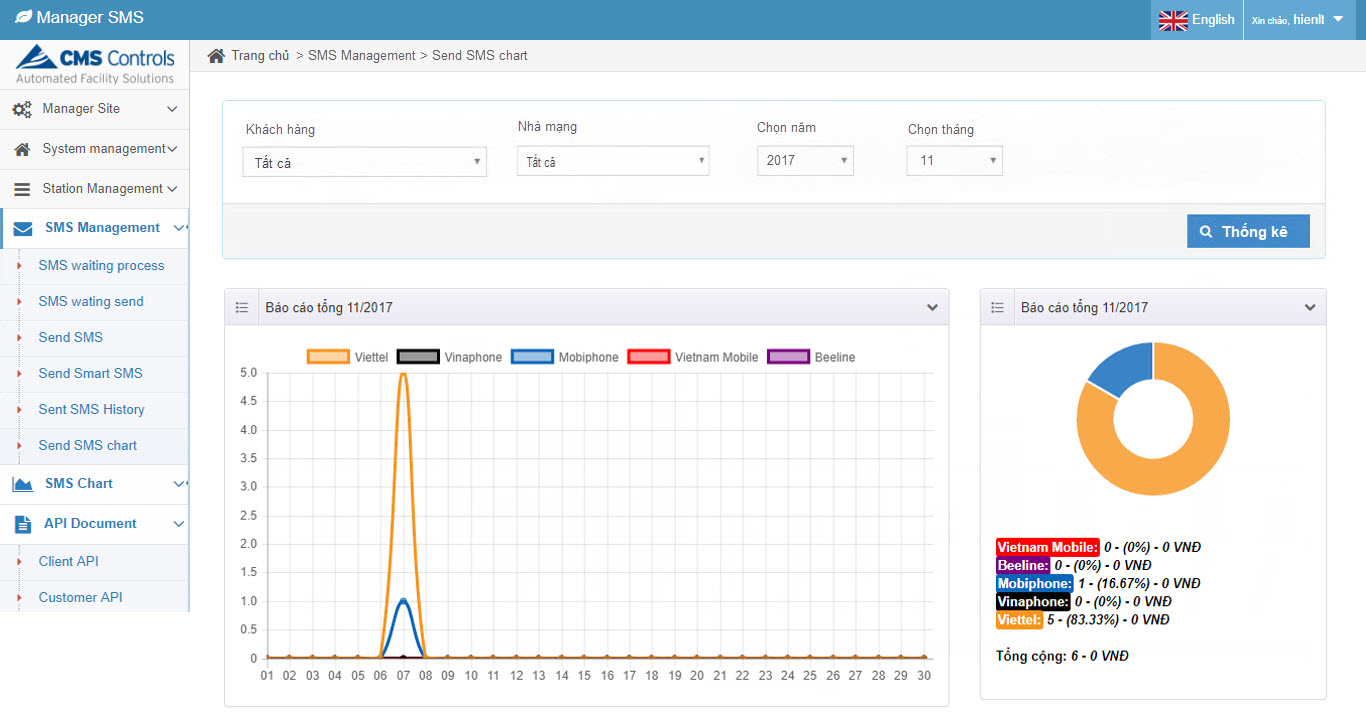 Manager SMS
English
Xin chào, hienlt
CMS Controls
Automated Facility Solutions
Trang chủ > SMS Management > Send SMS chart
Manager Site
System management
Station Management
SMS Management
SMS waiting process
SMS wating send
Send SMS
Send Smart SMS
Sent SMS History
Send SMS chart
SMS Chart
API Document
Client API
Customer API
Khách hàng
Tất cả
Nhà mạng
Tất cả
Chọn năm
2017
Chọn tháng
11
Thống kê
Báo cáo tổng 11/2017
Viettel Vinaphone Mobiphone Vietnam Mobile Beeline
5.0
4.5
4.0
3.5
3.0
2.5
2.0
1.5
1.0
0.5
0
01 02 03 04 05 06 07 08 09 10 11 12 13 14 15 16 17 18 19 20 21 22 23 24 25 26 27 28 29 30
Báo cáo tổng 11/2017
Vietnam Mobile: 0 - (0%) - 0 VNĐ
Beeline: 0 - (0%) - 0 VNĐ
Mobiphone: 1 - (16.67%) - 0 VNĐ
Vinaphone: 0 - (0%) - 0 VNĐ
Viettel: 5 - (83.33%) - 0 VNĐ
Tổng cộng: 6 - 0 VNĐ